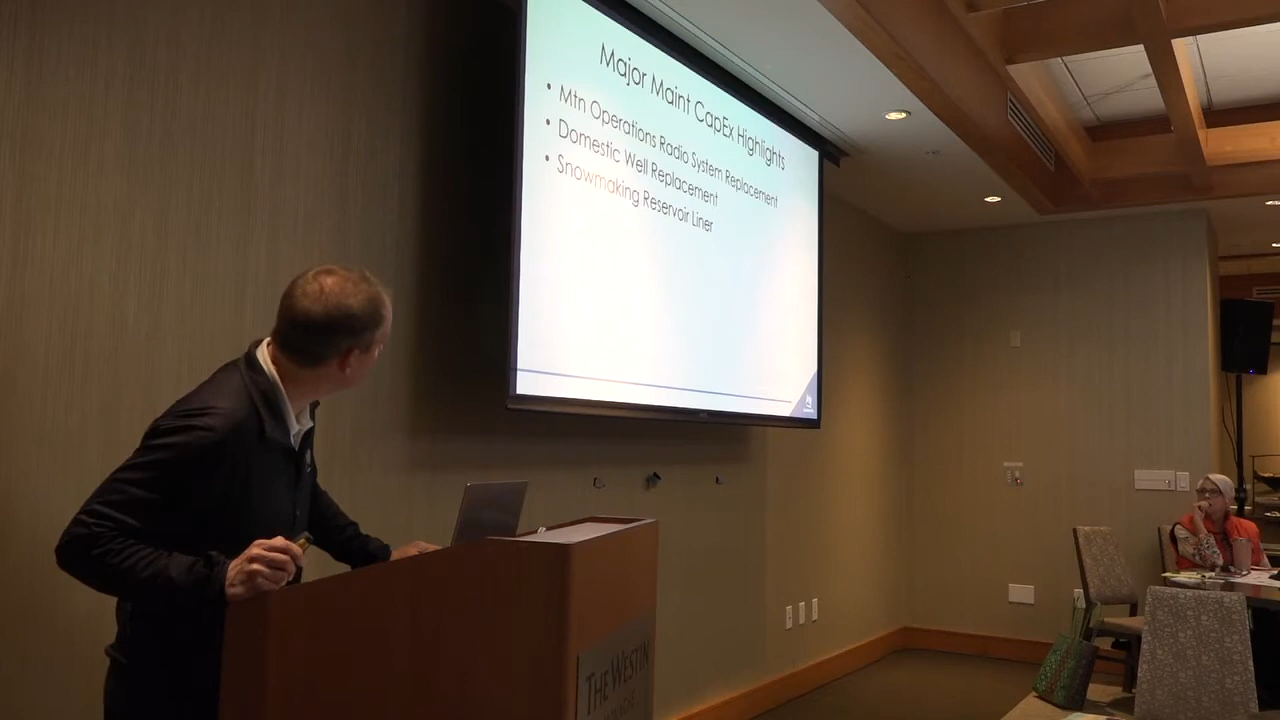 Major Maint CapEx Highlights
• Mtn Operations Radio System Replacement
• Domestic Well Replacement
• Snowmaking Reservoir Liner
THE WESTIN